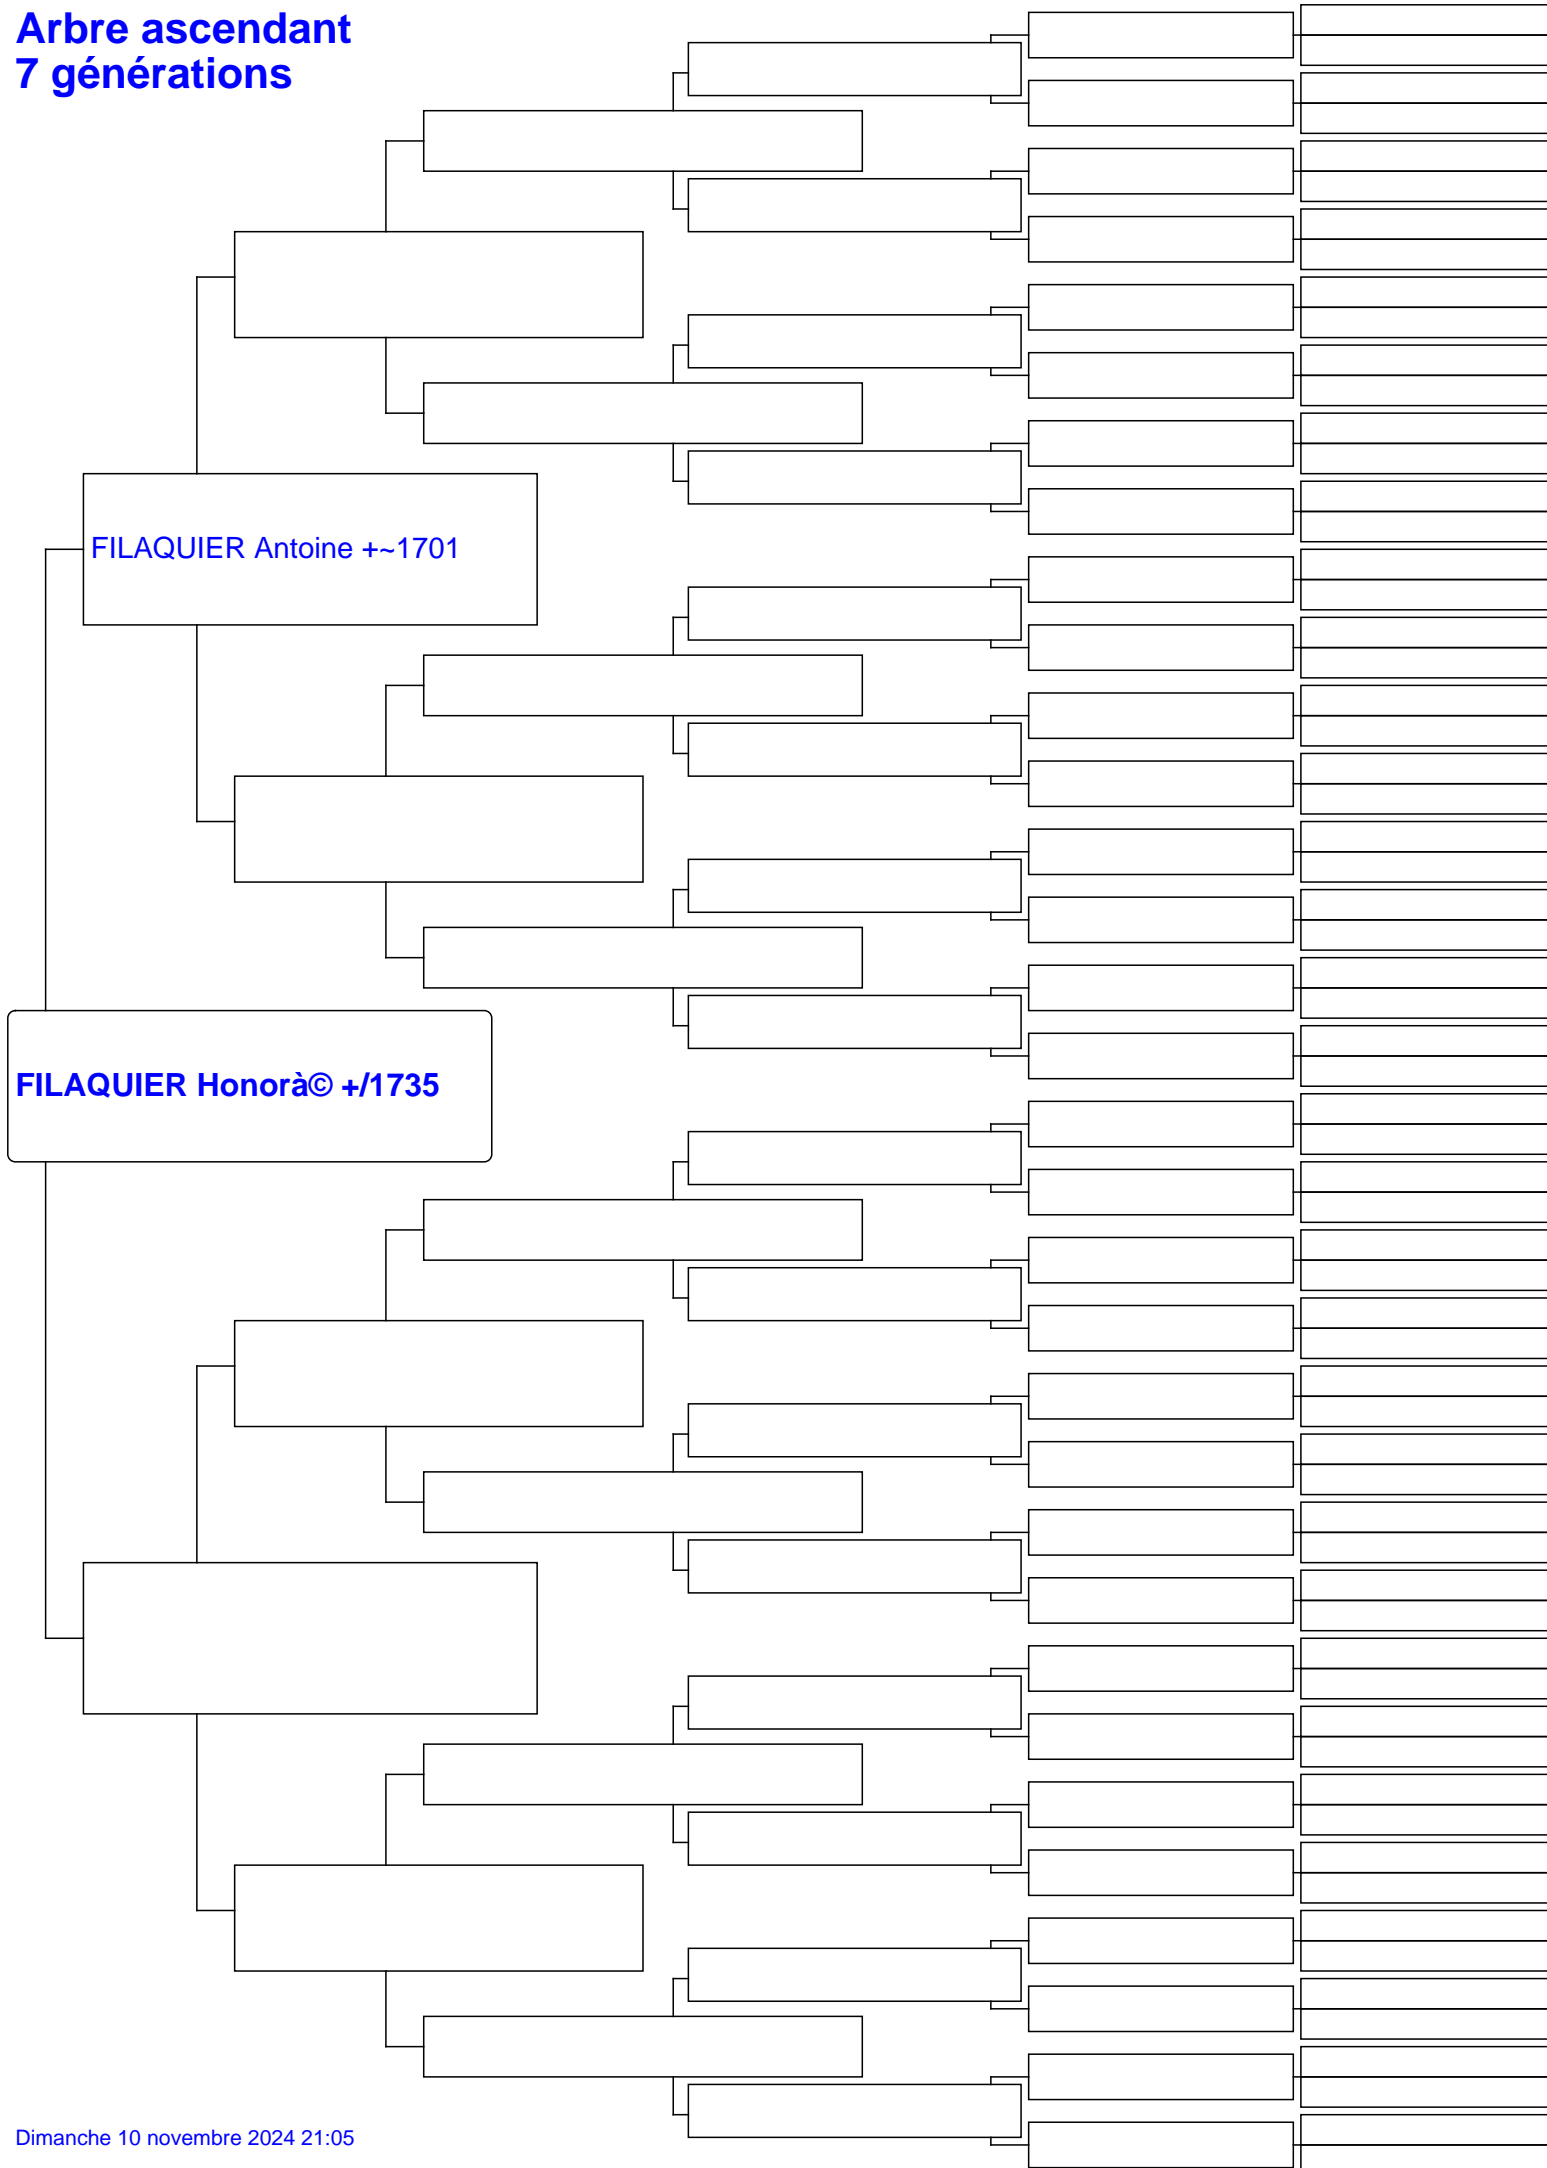 Arbre ascendant
7 générations
FILAQUIER Antoine +~1701
FILAQUIER Honorà© +/1735
Dimanche 10 novembre 2024 21:05